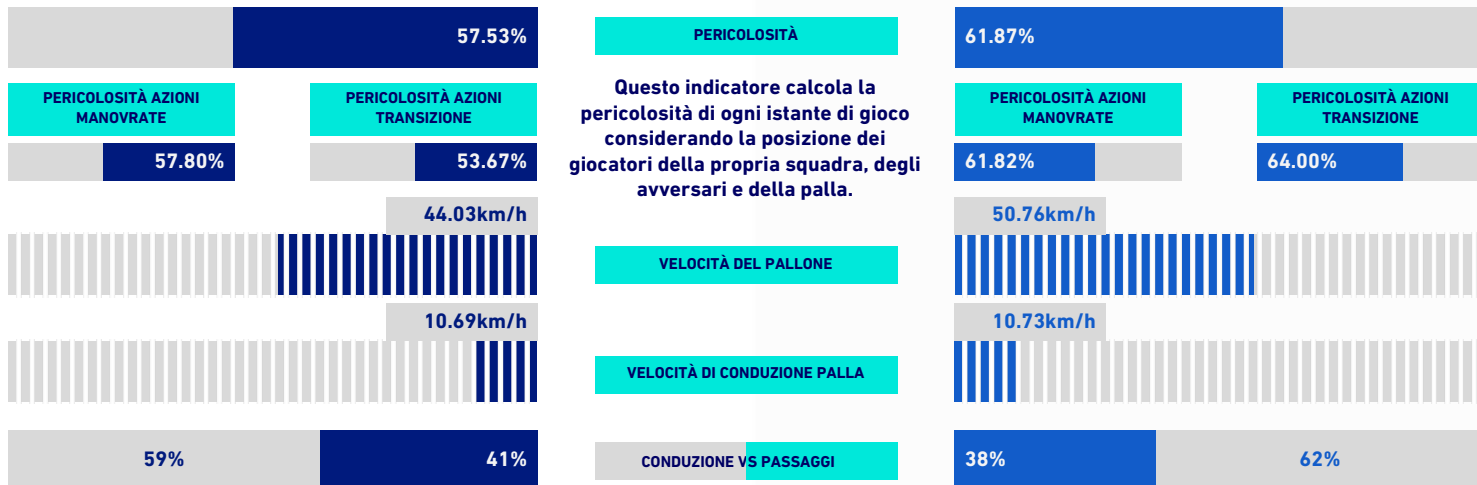 57.53%
PERICOLOSITÀ
61.87%
PERICOLOSITÀ AZIONI
MANOVRATE
PERICOLOSITÀ AZIONI
TRANSIZIONE
57.80%
53.67%
Questo indicatore calcola la
pericolosità di ogni istante di gioco
considerando la posizione dei
giocatori della propria squadra, degli
avversari e della palla.
PERICOLOSITÀ AZIONI
MANOVRATE
PERICOLOSITÀ AZIONI
TRANSIZIONE
61.82%
64.00%
44.03km/h
VELOCITÀ DEL PALLONE
50.76km/h
10.69km/h
VELOCITÀ DI CONDUZIONE PALLA
10.73km/h
59%
41%
CONDUZIONE VS PASSAGGI
38%
62%